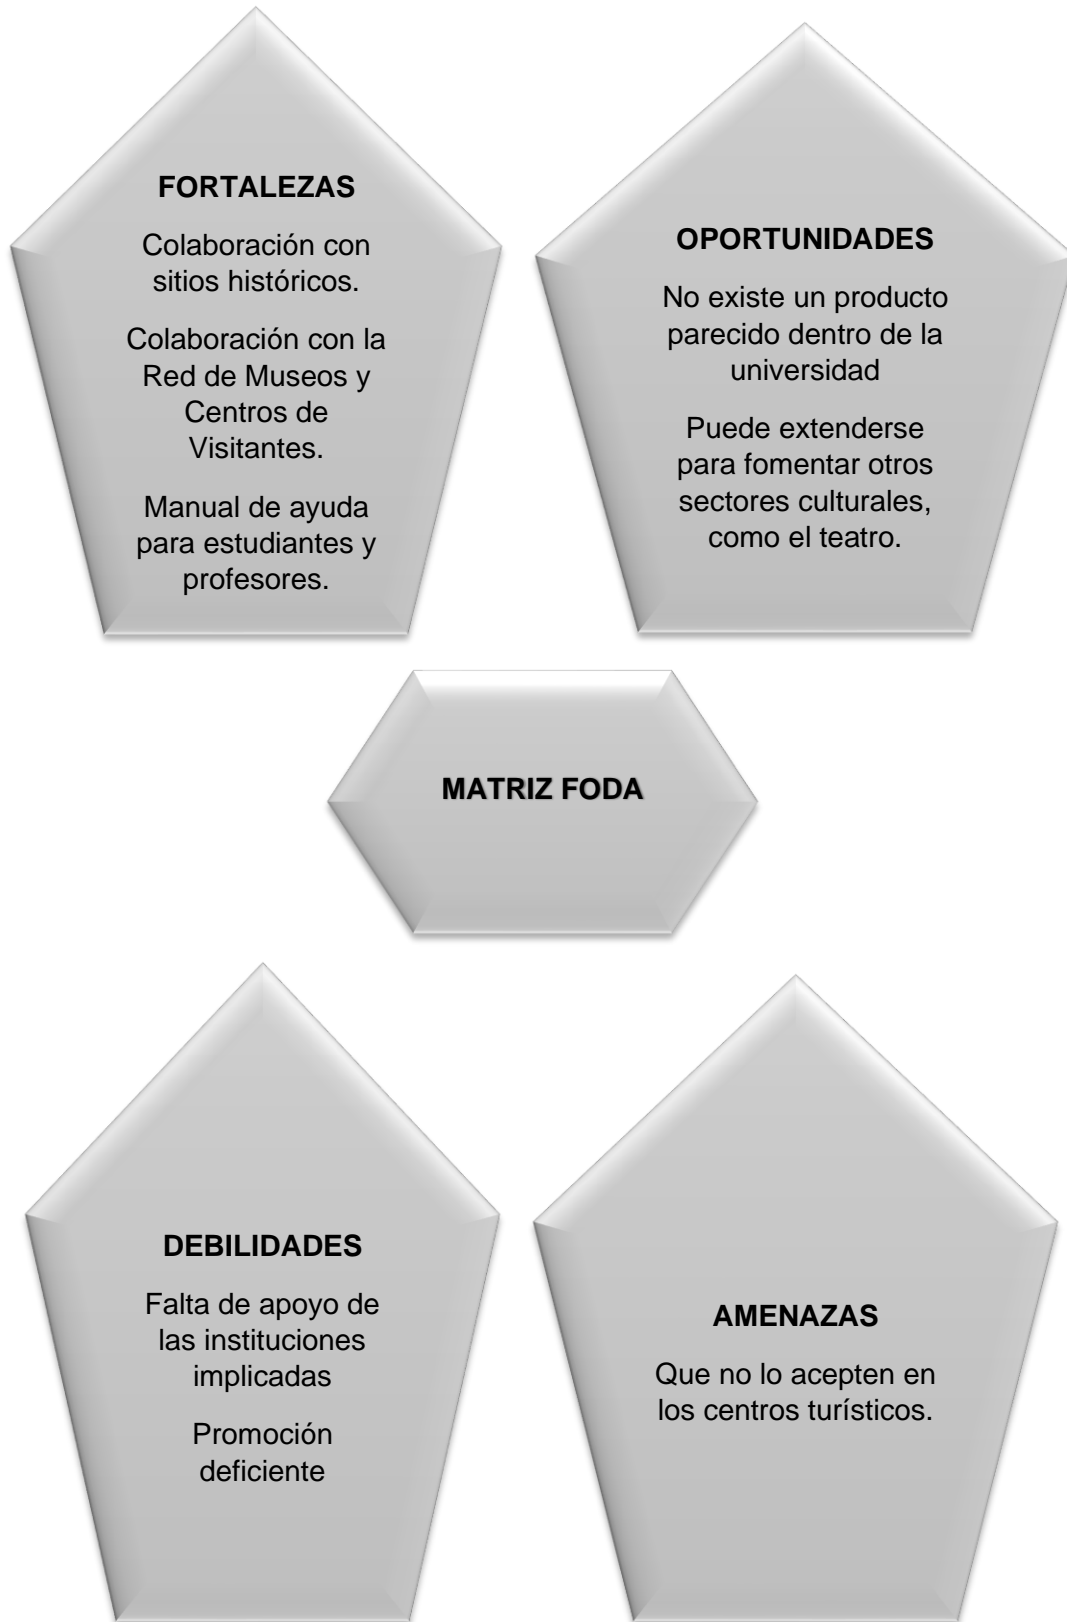 FORTALEZAS
Colaboración con
sitios históricos.
Colaboración con la
Red de Museos y
Centros de
Visitantes.
Manual de ayuda
para estudiantes y
profesores.
OPORTUNIDADES
No existe un producto
parecido dentro de la
universidad
Puede extenderse
para fomentar otros
sectores culturales,
como el teatro.
MATRIZ FODA
DEBILIDADES
Falta de apoyo de
las instituciones
implicadas
Promoción
deficiente
AMENAZAS
Que no lo acepten en
los centros turísticos.